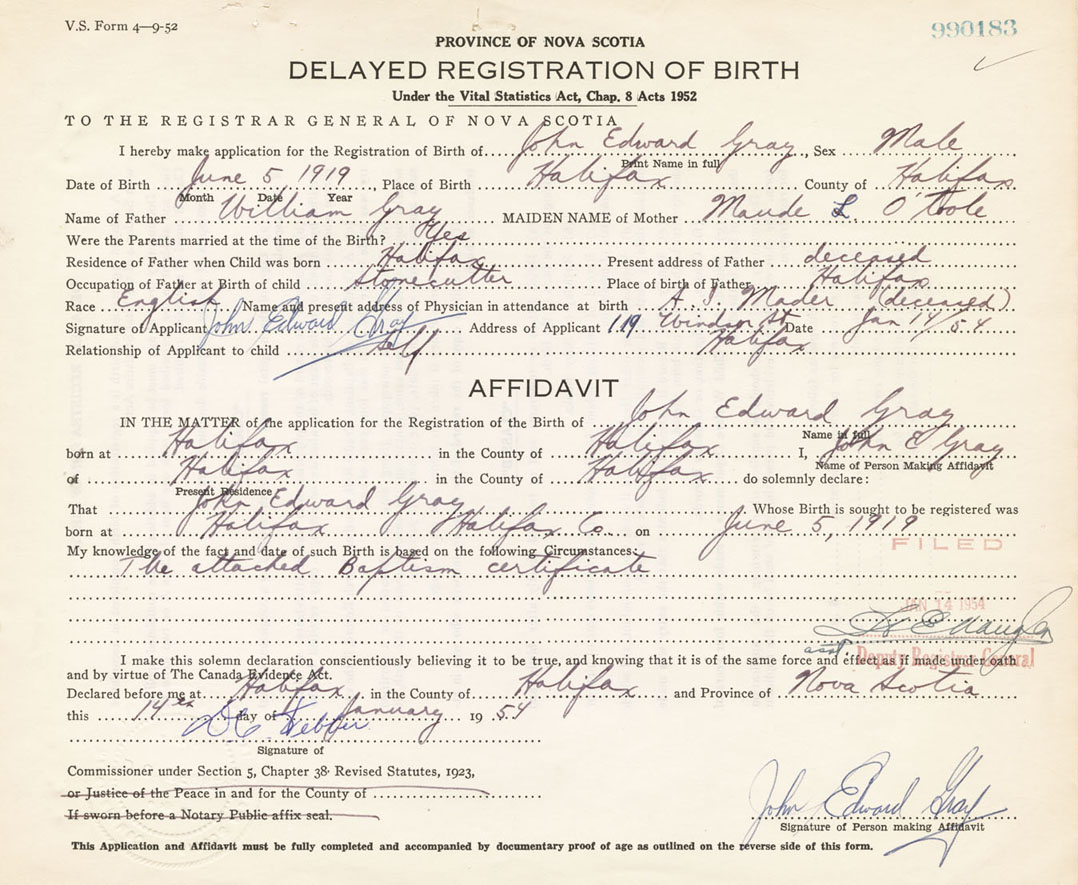 V.S. Form 4—9-52
990183
PROVINCE OF NOVA SCOTIA
DELAYED REGISTRATION OF BIRTH
Under the Vital Statistics Act, Chap. 8 Acts 1952
TO THE REGISTRAR GENERAL OF NOVA SCOTIA
I hereby make application for the Registration of Birth of John Edward Gray, Sex Male
Print Name in full
Date of Birth June 5 1919, Place of Birth Halifax County of Halifax
Month Date Year
Name of Father William Gray MAIDEN NAME of Mother Maude L. O'Toole
Were the Parents married at the time of the Birth? Yes
Residence of Father when Child was born Halifax Present address of Father deceased
Occupation of Father at Birth of child Stonecutter Place of birth of Father Halifax
Race English Name and present address of Physician in attendance at birth A. I. Mader (deceased)
Signature of Applicant John Edward Gray Address of Applicant 119 Windsor St Date Jan 14/54
Halifax
Relationship of Applicant to child Self
AFFIDAVIT
IN THE MATTER of the application for the Registration of the Birth of John Edward Gray
Name in full
born at Halifax in the County of Halifax I, John E Gray
Name of Person Making Affidavit
of Halifax in the County of Halifax do solemnly declare:
Present Residence
That John Edward Gray. Whose Birth is sought to be registered was
born at Halifax Halifax Co. on June 5, 1919
FILED
My knowledge of the fact and date of such Birth is based on the following Circumstances:
The attached Baptism certificate
JAN 14 1954
asst. Deputy Registrar General
I make this solemn declaration conscientiously believing it to be true, and knowing that it is of the same force and effect as if made under oath
and by virtue of The Canada Evidence Act.
Declared before me at Halifax, in the County of Halifax and Province of Nova Scotia
this 14th day of January 1954
Signature of
Commissioner under Section 5, Chapter 38 Revised Statutes, 1923,
or Justice of the Peace in and for the County of
If sworn before a Notary Public affix seal.
John Edward Gray
Signature of Person making Affidavit
This Application and Affidavit must be fully completed and accompanied by documentary proof of age as outlined on the reverse side of this form.